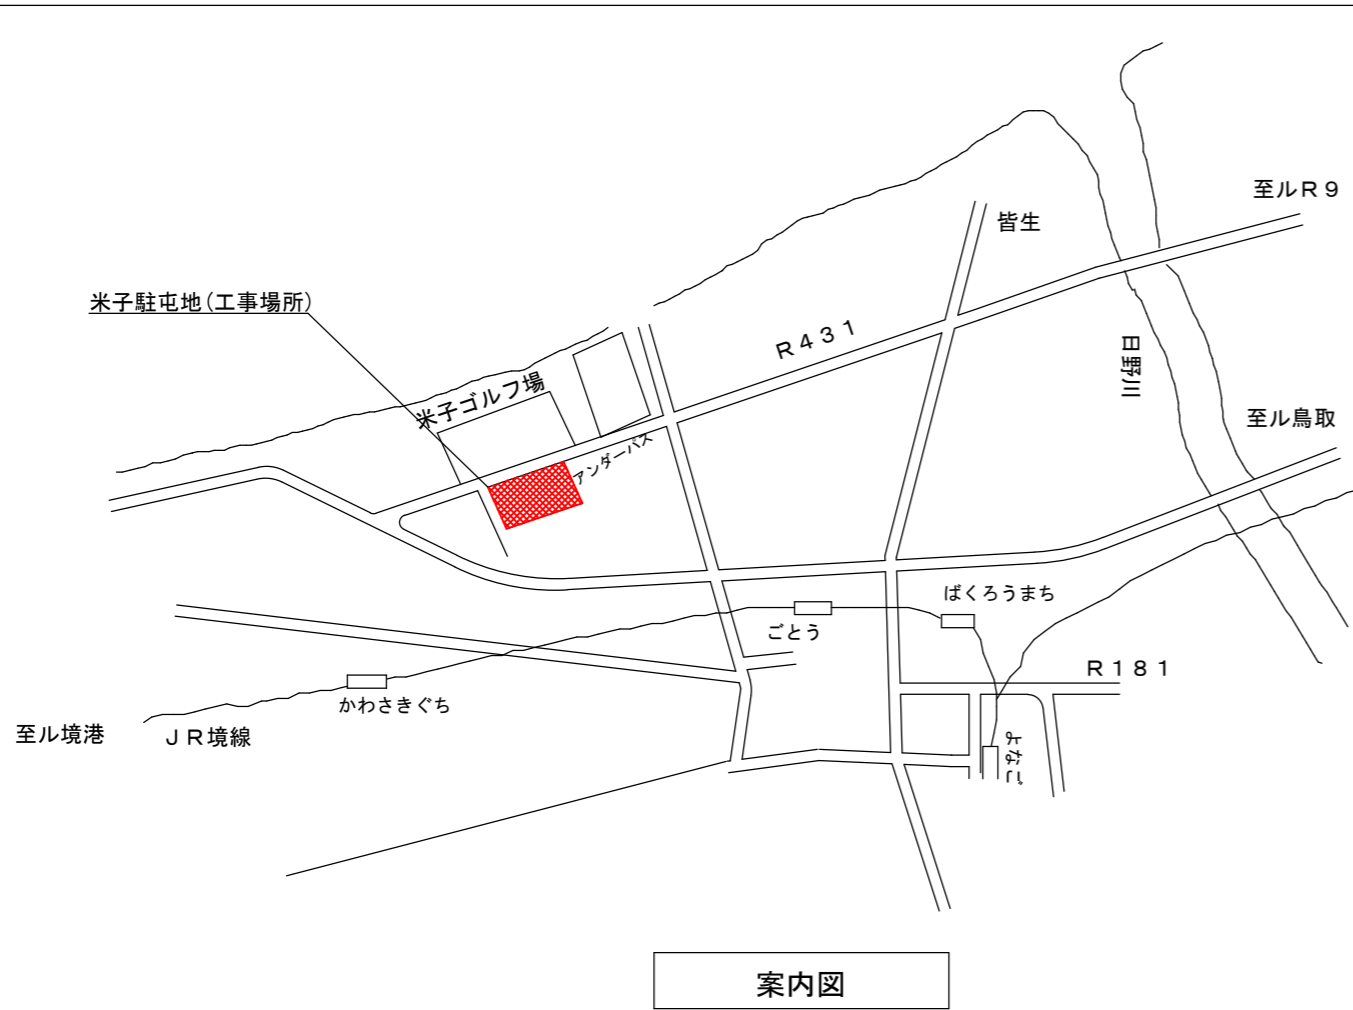 至ルR9
皆生
米子駐屯地(工事場所)
R431
日野川
米子ゴルフ場
至ル鳥取
アンダーパス
ばくろうまち
ごとう
R181
かわさきぐち
至ル境港
JR境線
よなご
案内図